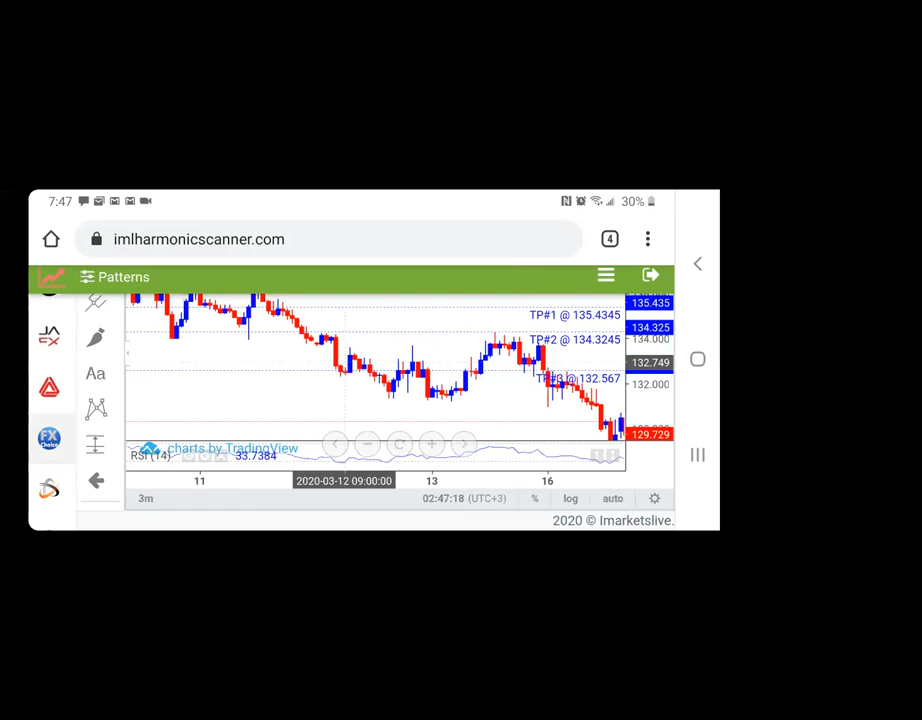 7:47
30%
imlharmonicscanner.com
4
Patterns
135.435
TP#1 @ 135.4345
134.325
TP#2 @ 134.3245
134.000
132.749
TP#3 @ 132.567
132.000
Aa
FX
Choice
129.729
charts by TradingView
RSI (14)
33.7384
11
2020-03-12 09:00:00
13
16
3m
02:47:18 (UTC+3)
%
log
auto
2020 © Imarketslive.